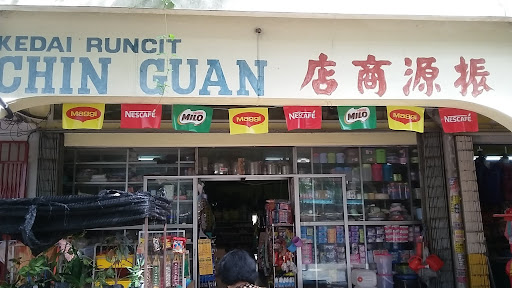 KEDAI RUNCIT
CHIN GUAN 店商源振
Maggi NESCAFÉ MILO Maggi NESCAFÉ MILO Maggi NESCAFÉ